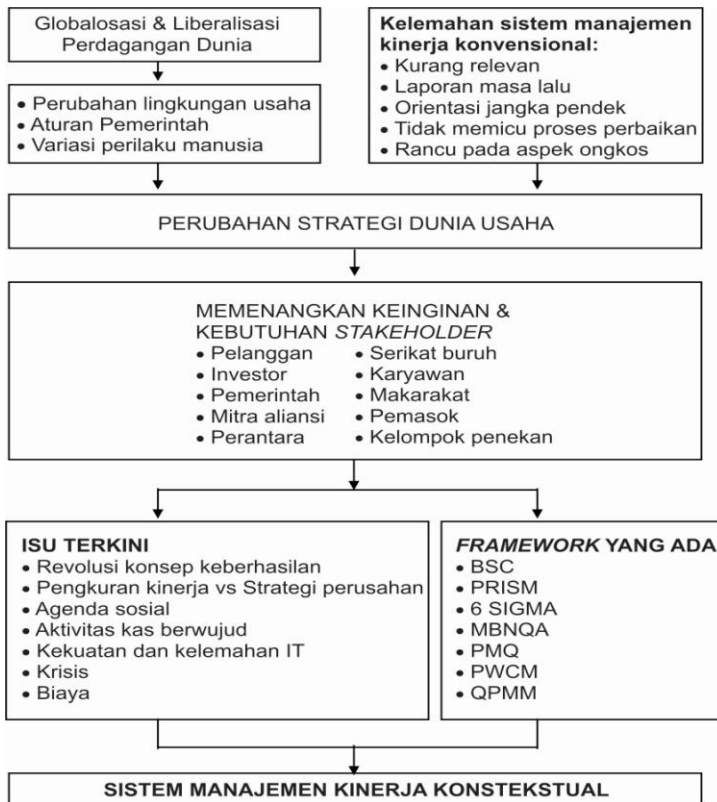 Globalosasi & Liberalisasi
Perdagangan Dunia
• Perubahan lingkungan usaha
• Aturan Pemerintah
• Variasi perilaku manusia
Kelemahan sistem manajemen
kinerja konvensional:
• Kurang relevan
• Laporan masa lalu
• Orientasi jangka pendek
• Tidak memicu proses perbaikan
• Rancu pada aspek ongkos
PERUBAHAN STRATEGI DUNIA USAHA
MEMENANGKAN KEINGINAN &
KEBUTUHAN STAKEHOLDER
• Pelanggan
• Investor
• Pemerintah
• Mitra aliansi
• Perantara
• Serikat buruh
• Karyawan
• Makarakat
• Pemasok
• Kelompok penekan
ISU TERKINI
• Revolusi konsep keberhasilan
• Pengkuran kinerja vs Strategi perusahan
• Agenda sosial
• Aktivitas kas berwujud
• Kekuatan dan kelemahan IT
• Krisis
• Biaya
FRAMEWORK YANG ADA
• BSC
• PRISM
• 6 SIGMA
• MBNQA
• PMQ
• PWCM
• QPMM
SISTEM MANAJEMEN KINERJA KONSTEKSTUAL